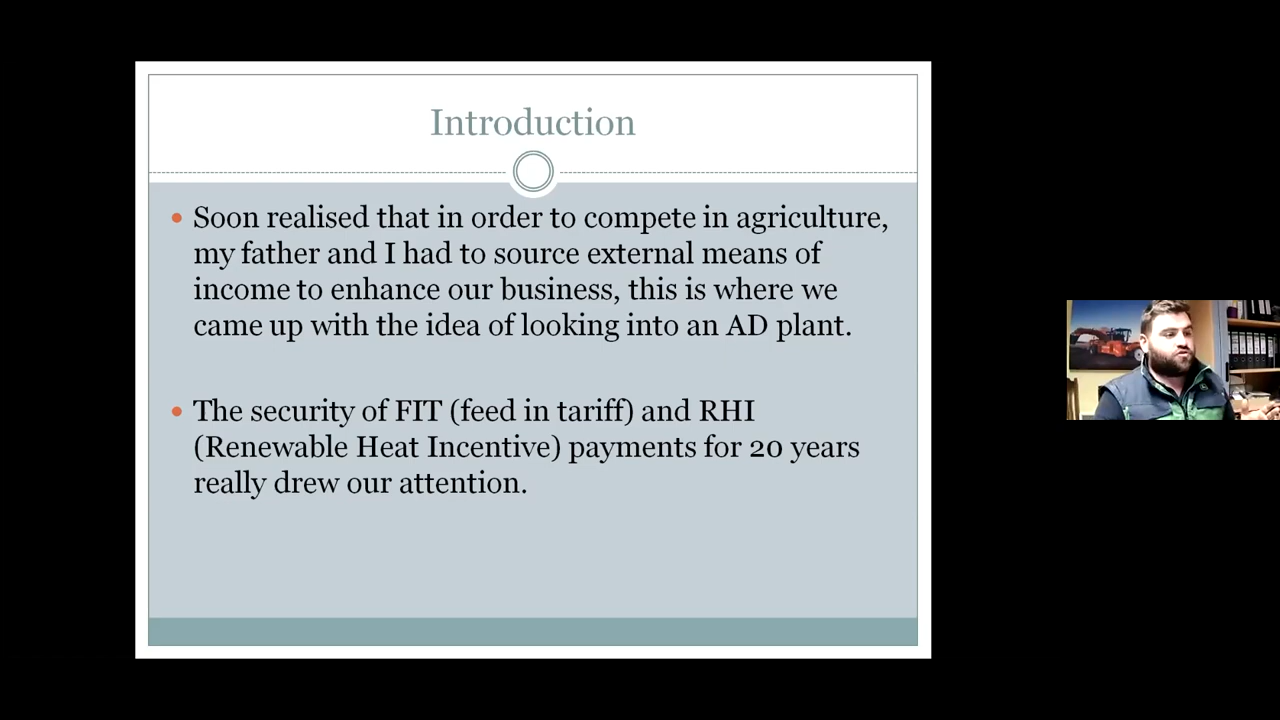 Introduction
Soon realised that in order to compete in agriculture,
my father and I had to source external means of
income to enhance our business, this is where we
came up with the idea of looking into an AD plant.
The security of FIT (feed in tariff) and RHI
(Renewable Heat Incentive) payments for 20 years
really drew our attention.